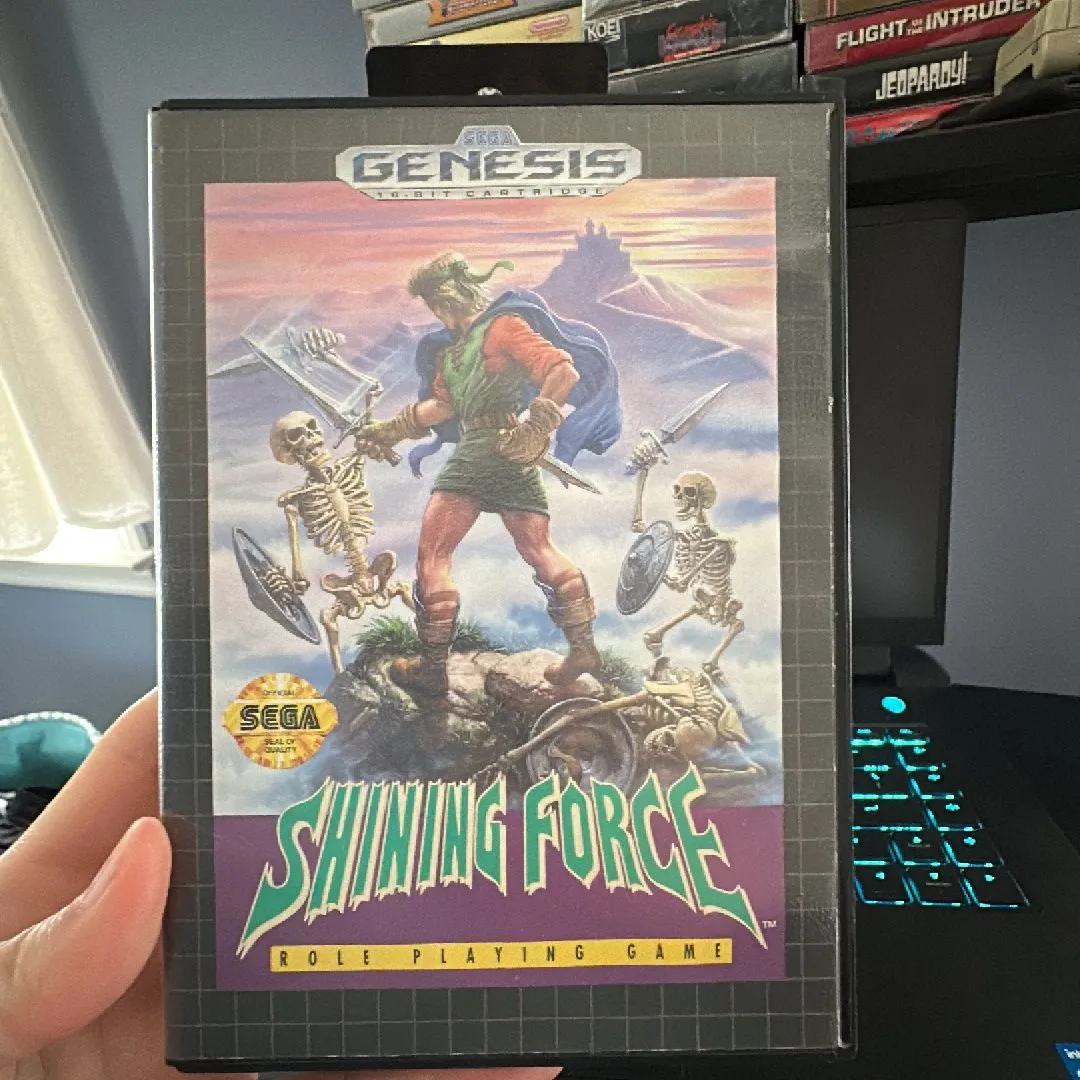 KOEI
FLIGHT OF THE INTRUDER
JEOPARDY!
SEGA
GENESIS
16-BIT CARTRIDGE
OFFICIAL
SEGA
SEAL OF
QUALITY
SHINING FORCE
TM
ROLE PLAYING GAME